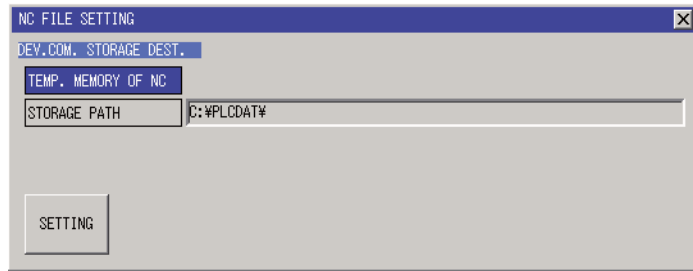 NC FILE SETTING
DEV.COM. STORAGE DEST.
TEMP. MEMORY OF NC
STORAGE PATH C:¥PLCDAT¥
SETTING